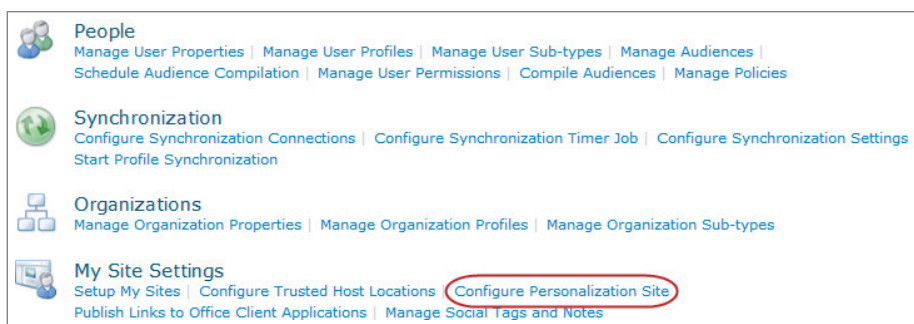 People
Manage User Properties | Manage User Profiles | Manage User Sub-types | Manage Audiences |
Schedule Audience Compilation | Manage User Permissions | Compile Audiences | Manage Policies
Synchronization
Configure Synchronization Connections | Configure Synchronization Timer Job | Configure Synchronization Settings
Start Profile Synchronization
Organizations
Manage Organization Properties | Manage Organization Profiles | Manage Organization Sub-types
My Site Settings
Setup My Sites | Configure Trusted Host Locations | Configure Personalization Site
Publish Links to Office Client Applications | Manage Social Tags and Notes